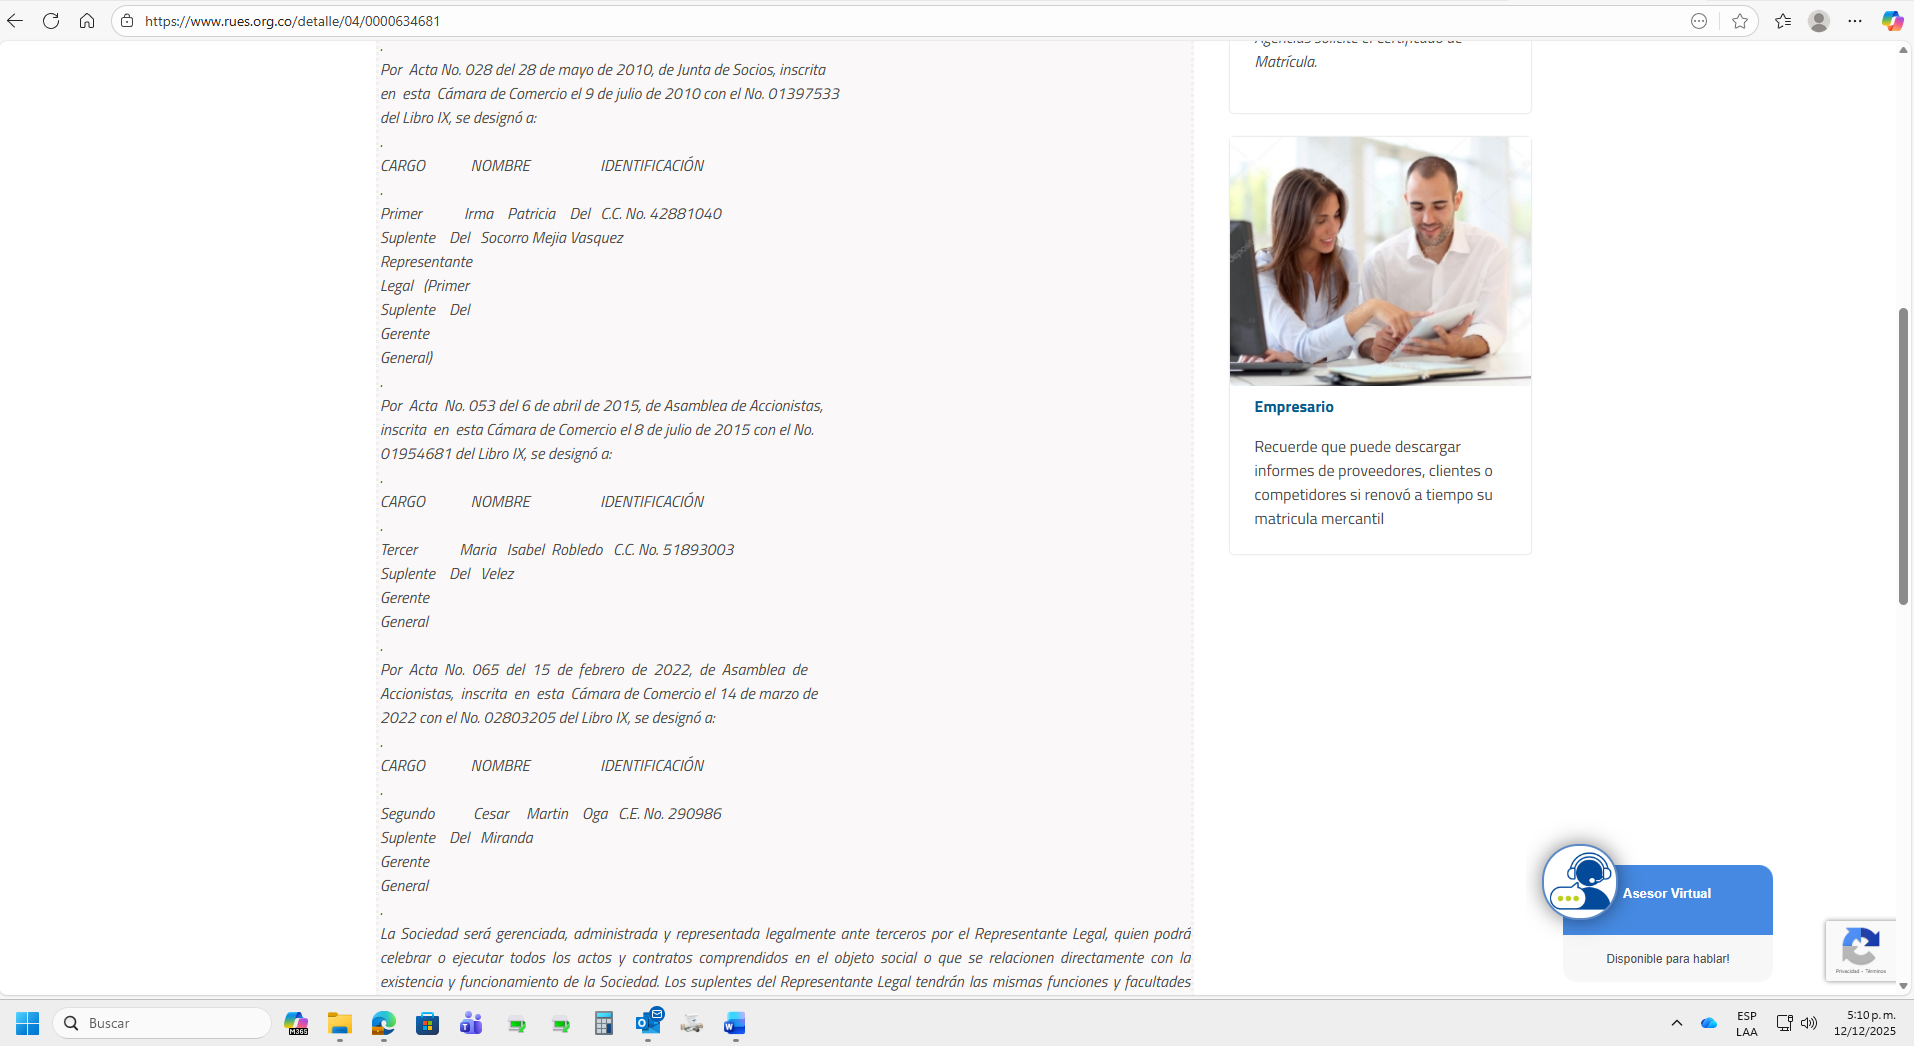 https://www.rues.org.co/detalle/04/0000634681
.
Por Acta No. 028 del 28 de mayo de 2010, de Junta de Socios, inscrita
en esta Cámara de Comercio el 9 de julio de 2010 con el No. 01397533
del Libro IX, se designó a:
.
CARGO NOMBRE IDENTIFICACIÓN
.
Primer Irma Patricia Del C.C. No. 42881040
Suplente Del Socorro Mejia Vasquez
Representante
Legal (Primer
Suplente Del
Gerente
General)
.
Por Acta No. 053 del 6 de abril de 2015, de Asamblea de Accionistas,
inscrita en esta Cámara de Comercio el 8 de julio de 2015 con el No.
01954681 del Libro IX, se designó a:
.
CARGO NOMBRE IDENTIFICACIÓN
.
Tercer Maria Isabel Robledo C.C. No. 51893003
Suplente Del Velez
Gerente
General
.
Por Acta No. 065 del 15 de febrero de 2022, de Asamblea de
Accionistas, inscrita en esta Cámara de Comercio el 14 de marzo de
2022 con el No. 02803205 del Libro IX, se designó a:
.
CARGO NOMBRE IDENTIFICACIÓN
.
Segundo Cesar Martin Oga C.E. No. 290986
Suplente Del Miranda
Gerente
General
.
La Sociedad será gerenciada, administrada y representada legalmente ante terceros por el Representante Legal, quien podrá
celebrar o ejecutar todos los actos y contratos comprendidos en el objeto social o que se relacionen directamente con la
existencia y funcionamiento de la Sociedad. Los suplentes del Representante Legal tendrán las mismas funciones y facultades
Agencias solicite el Certificado de
Matrícula.
Empresario
Recuerde que puede descargar
informes de proveedores, clientes o
competidores si renovó a tiempo su
matricula mercantil
Asesor Virtual
Disponible para hablar!
Privacidad - Términos
Buscar
M365
ESP
LAA
5:10 p. m.
12/12/2025